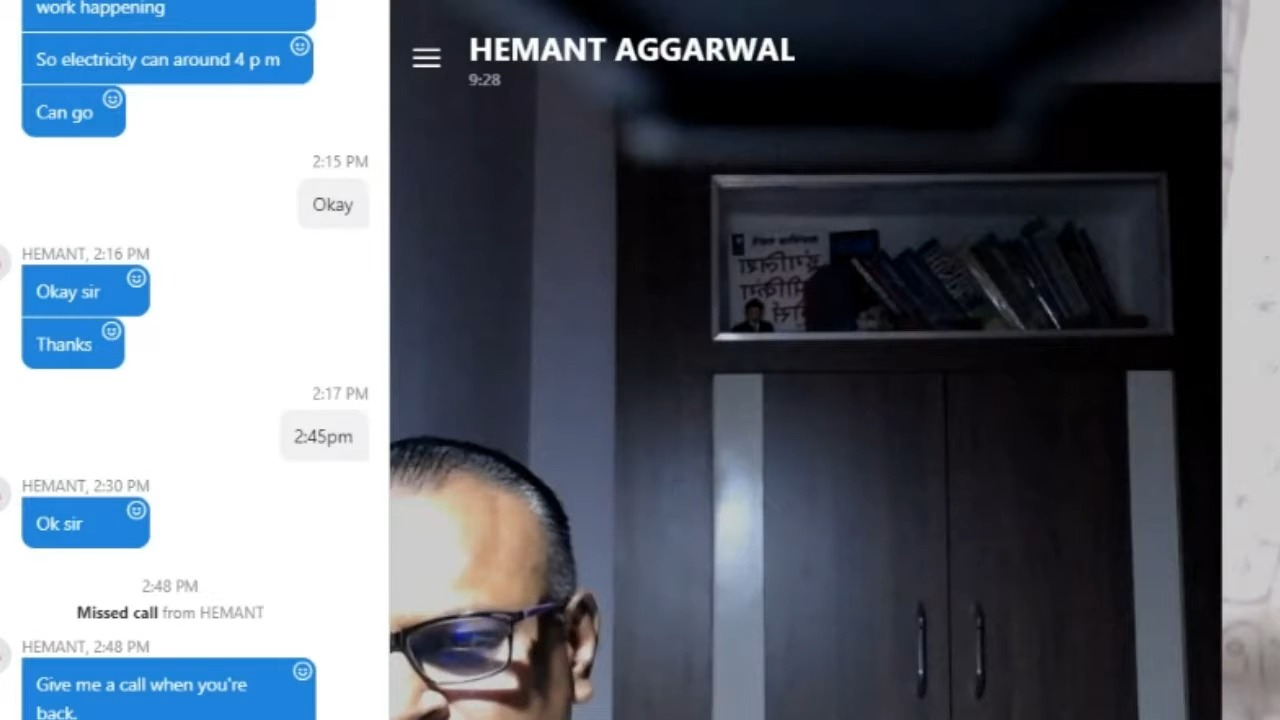 work happening
So electricity can around 4 p m
Can go
2:15 PM
Okay
HEMANT, 2:16 PM
Okay sir
Thanks
2:17 PM
2:45pm
HEMANT, 2:30 PM
Ok sir
2:48 PM
Missed call from HEMANT
HEMANT, 2:48 PM
Give me a call when you're
back.
HEMANT AGGARWAL
9:28
इंगलिश
स्पीकिंग
कोर्स